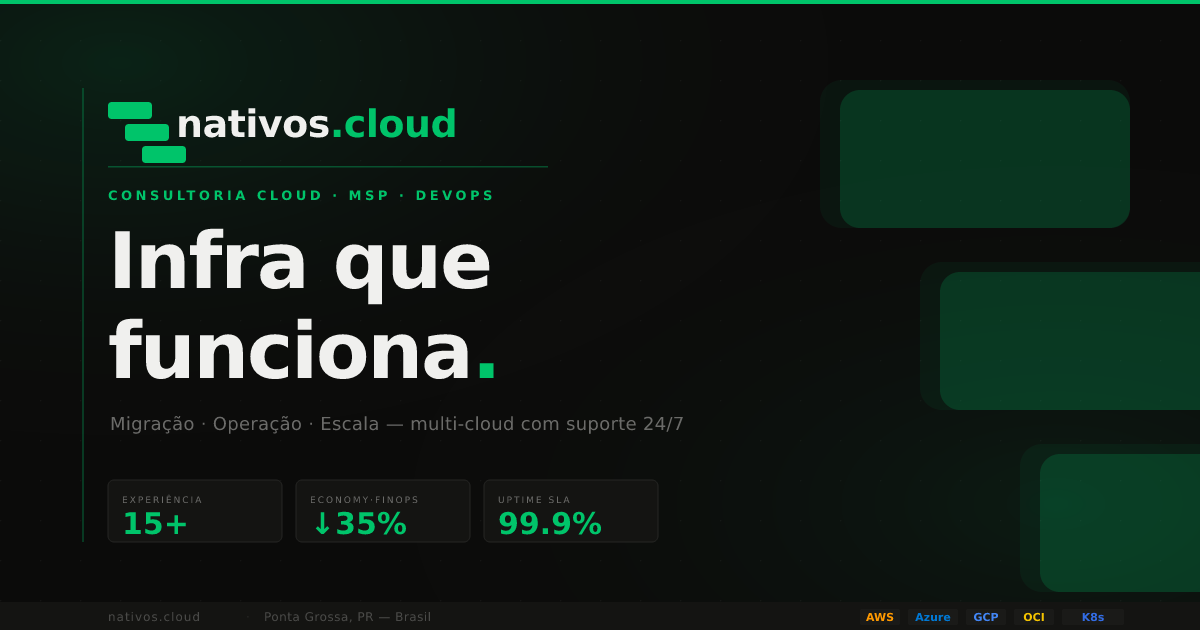 nativos.cloud
CONSULTORIA CLOUD · MSP · DEVOPS
Infra que
funciona.
Migração · Operação · Escala — multi-cloud com suporte 24/7
EXPERIÊNCIA
15+
ECONOMY·FINOPS
↓35%
UPTIME SLA
99.9%
nativos.cloud · Ponta Grossa, PR — Brasil
AWS Azure GCP OCI K8s